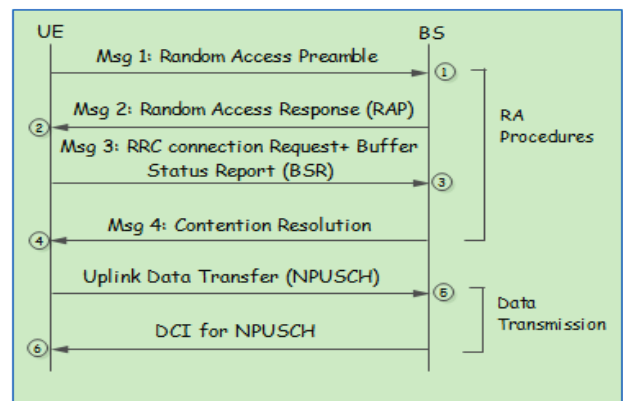 UE
BS
Msg 1: Random Access Preamble
①
Msg 2: Random Access Response (RAP)
②
RA
Procedures
Msg 3: RRC connection Request+ Buffer
Status Report (BSR)
③
Msg 4: Contention Resolution
④
Uplink Data Transfer (NPUSCH)
⑤
Data
Transmission
DCI for NPUSCH
⑥